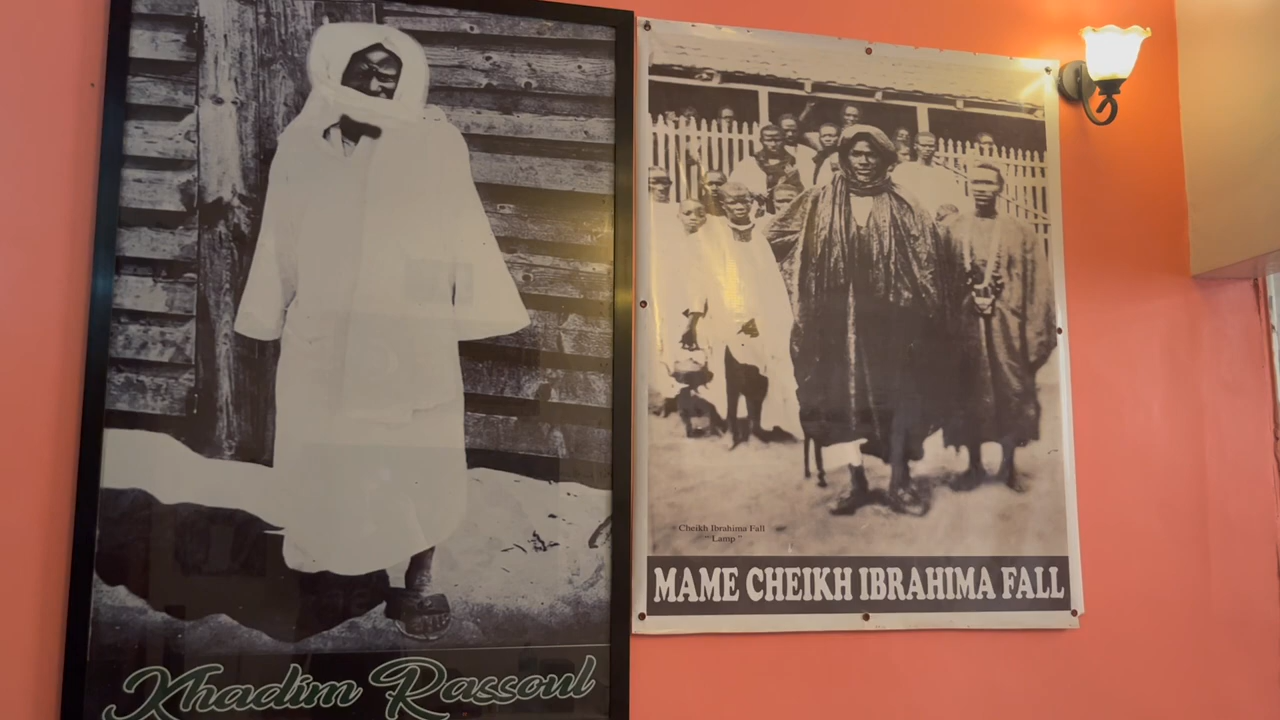 Khadim Rassoul
Cheikh Ibrahima Fall
" Lamp "
MAME CHEIKH IBRAHIMA FALL